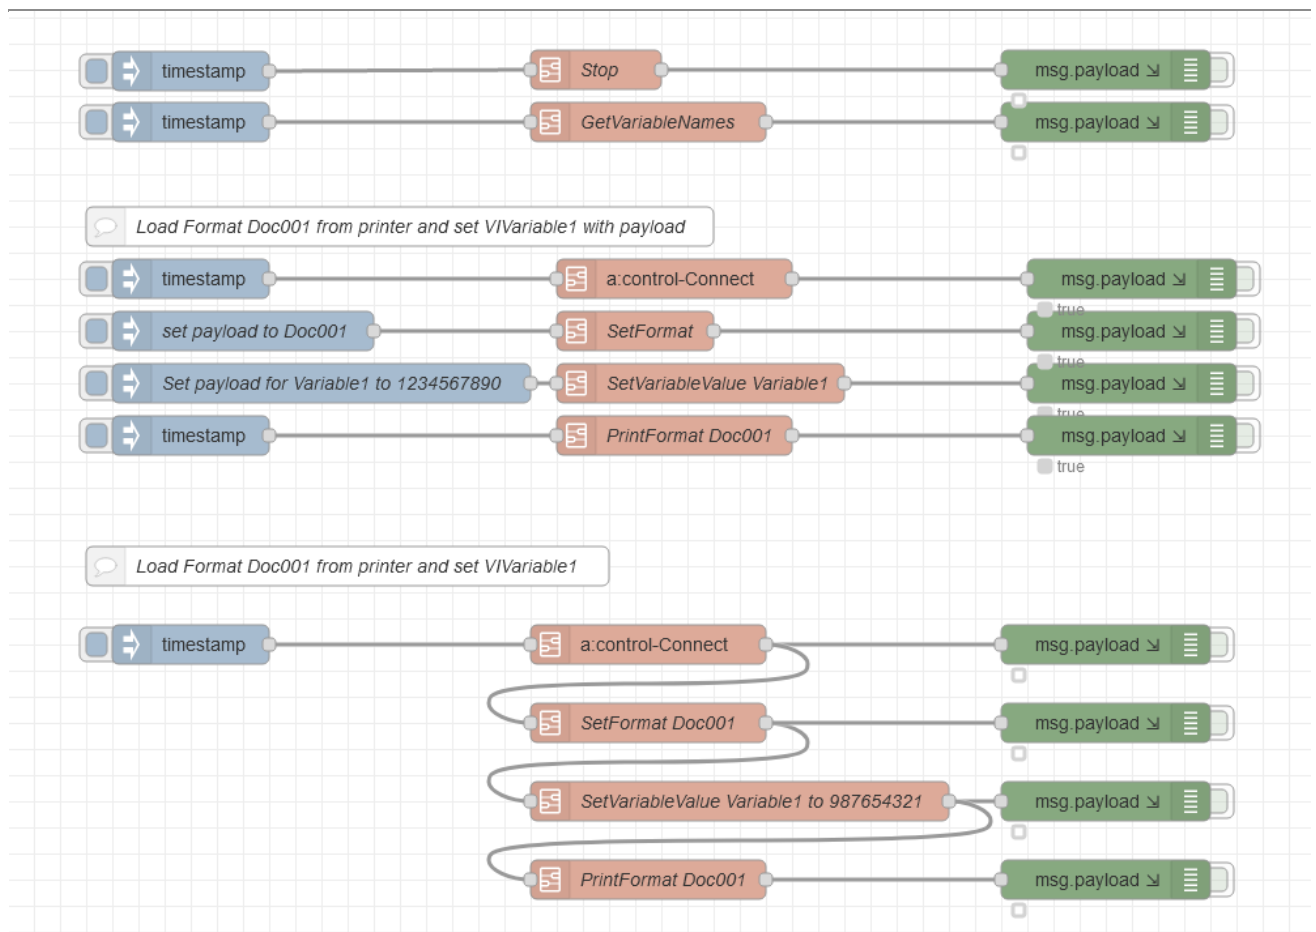 timestamp Stop msg.payload
timestamp GetVariableNames msg.payload
Load Format Doc001 from printer and set VIVariable1 with payload
timestamp a:control-Connect msg.payload
true
set payload to Doc001 SetFormat msg.payload
true
Set payload for Variable1 to 1234567890 SetVariableValue Variable1 msg.payload
true
timestamp PrintFormat Doc001 msg.payload
true
Load Format Doc001 from printer and set VIVariable1
timestamp a:control-Connect msg.payload
SetFormat Doc001 msg.payload
SetVariableValue Variable1 to 987654321 msg.payload
PrintFormat Doc001 msg.payload